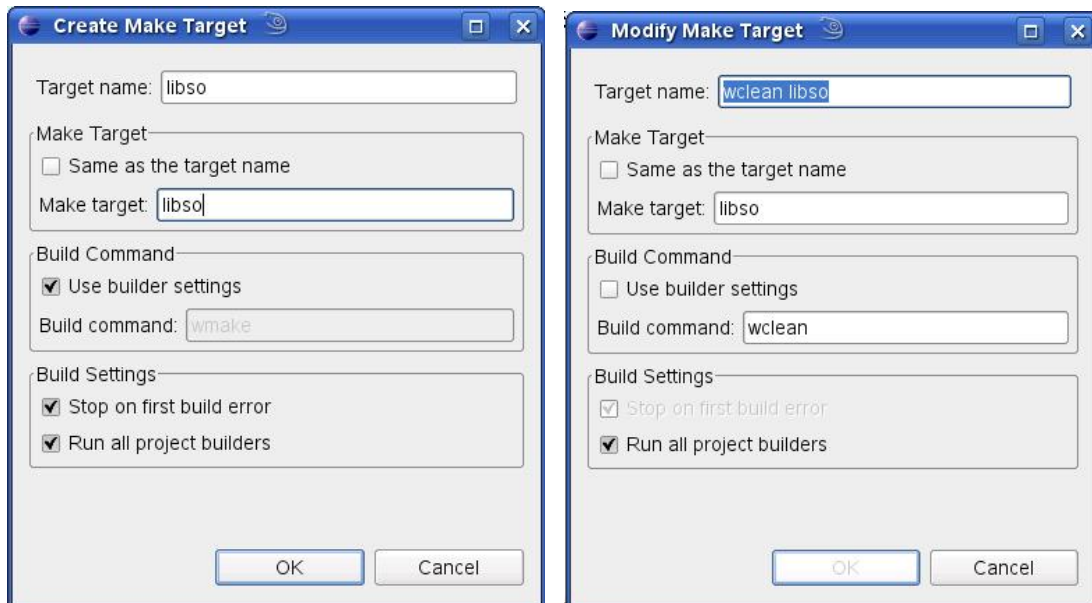 Create Make Target
Target name: libso
Make Target
Same as the target name
Make target: libso
Build Command
Use builder settings
Build command: wmake
Build Settings
Stop on first build error
Run all project builders
OK Cancel
Modify Make Target
Target name: wclean libso
Make Target
Same as the target name
Make target: libso
Build Command
Use builder settings
Build command: wclean
Build Settings
Stop on first build error
Run all project builders
OK Cancel